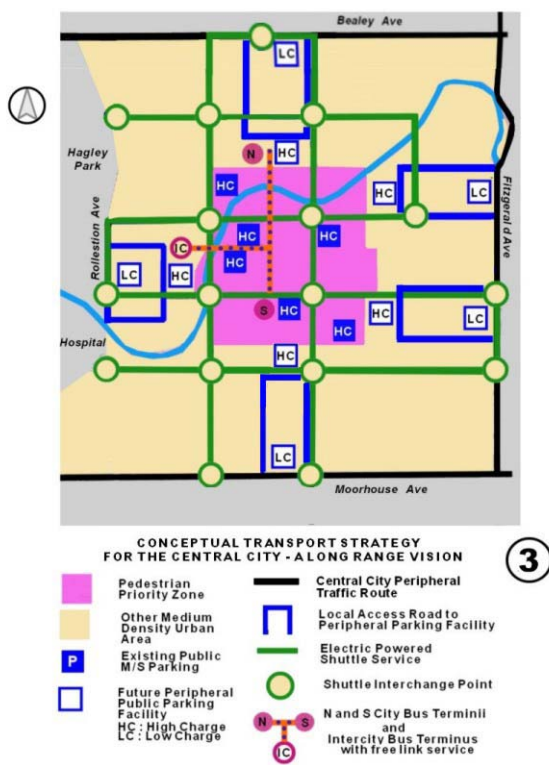 Bealey Ave
LC
N
HC
Hagley
Park
HC
HC
LC
Rollestion Ave
Fitzgeral d Ave
HC
HC
IC
HC
LC
HC
S
HC
HC
LC
HC
Hospital
HC
LC
Moorhouse Ave
CONCEPTUAL TRANSPORT STRATEGY
FOR THE CENTRAL CITY - A LONG RANGE VISION
3
Pedestrian
Priority Zone
Other Medium
Density Urban
Area
P
Existing Public
M/S Parking
Future Peripheral
Public Parking
Facility
HC : High Charge
LC : Low Charge
Central City Peripheral
Traffic Route
Local Access Road to
Peripheral Parking Facility
Electric Powered
Shuttle Service
Shuttle Interchange Point
N
S
IC
N and S City Bus Terminii
and
Intercity Bus Terminus
with free link service